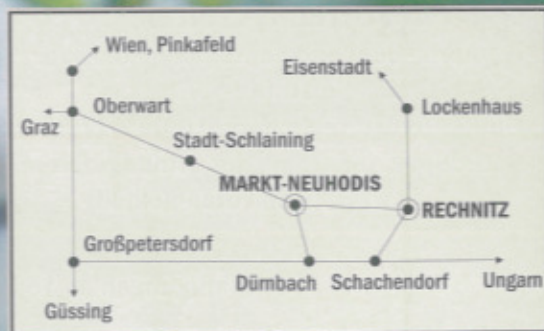 Wien, Pinkafeld
Eisenstadt
Oberwart
Lockenhaus
Graz
Stadt-Schlaining
MARKT-NEUHODIS
RECHNITZ
Großpetersdorf
Dürnbach
Schachendorf
Ungarn
Güssing